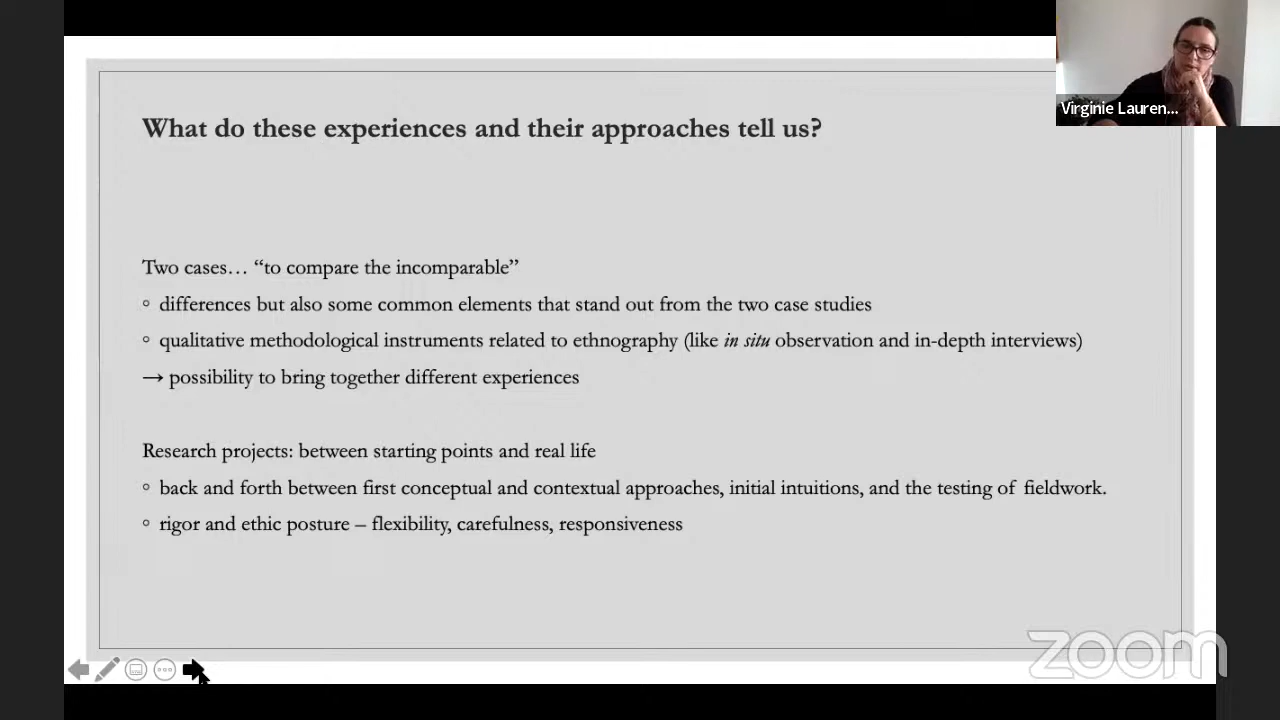 Virginie Lauren...
What do these experiences and their approaches tell us?
Two cases… “to compare the incomparable”
◦ differences but also some common elements that stand out from the two case studies
◦ qualitative methodological instruments related to ethnography (like in situ observation and in-depth interviews)
→ possibility to bring together different experiences
Research projects: between starting points and real life
◦ back and forth between first conceptual and contextual approaches, initial intuitions, and the testing of fieldwork.
◦ rigor and ethic posture – flexibility, carefulness, responsiveness
zoom